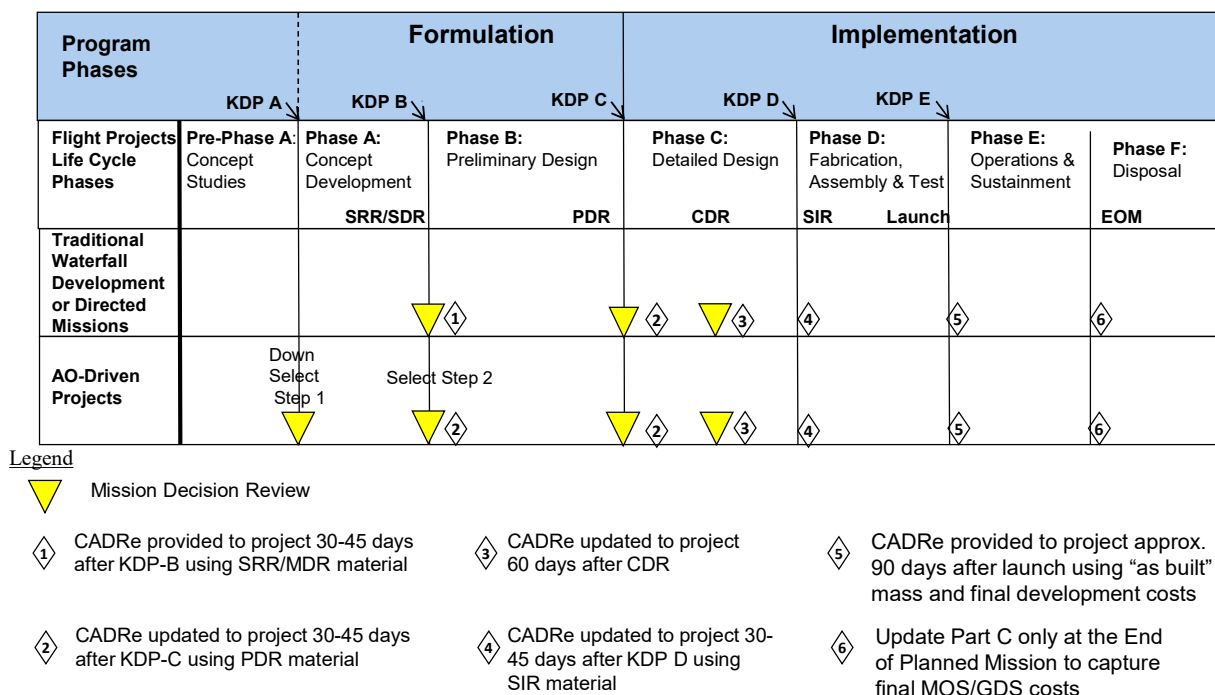 Program
Phases
Formulation
Implementation
KDP A
KDP B
KDP C
KDP D
KDP E
Flight Projects
Life Cycle
Phases
Pre-Phase A:
Concept
Studies
Phase A:
Concept
Development
SRR/SDR
Phase B:
Preliminary Design
PDR
Phase C:
Detailed Design
CDR
Phase D:
Fabrication,
Assembly & Test
SIR
Launch
Phase E:
Operations &
Sustainment
Phase F:
Disposal
EOM
Traditional
Waterfall
Development
or Directed
Missions
1
2
3
4
5
6
AO-Driven
Projects
Down
Select
Step 1
Select Step 2
2
2
3
4
5
6
Legend
Mission Decision Review
1
CADRe provided to project 30-45 days
after KDP-B using SRR/MDR material
2
CADRe updated to project 30-45 days
after KDP-C using PDR material
3
CADRe updated to project
60 days after CDR
4
CADRe updated to project 30-
45 days after KDP D using
SIR material
5
CADRe provided to project approx.
90 days after launch using “as built”
mass and final development costs
6
Update Part C only at the End
of Planned Mission to capture
final MOS/GDS costs